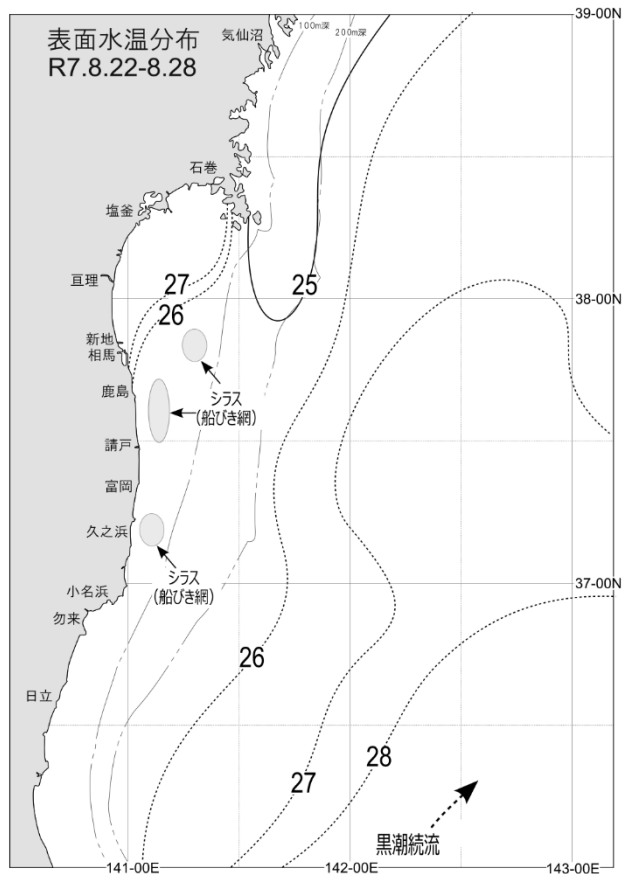 表面水温分布
R7.8.22-8.28
気仙沼
100m深
200m深
39-00N
石巻
塩釜
亘理
27
26
25
38-00N
新地
相馬
鹿島
シラス
(船びき網)
請戸
富岡
久之浜
シラス
(船びき網)
小名浜
勿来
37-00N
26
日立
27
28
黒潮続流
141-00E
142-00E
143-00E